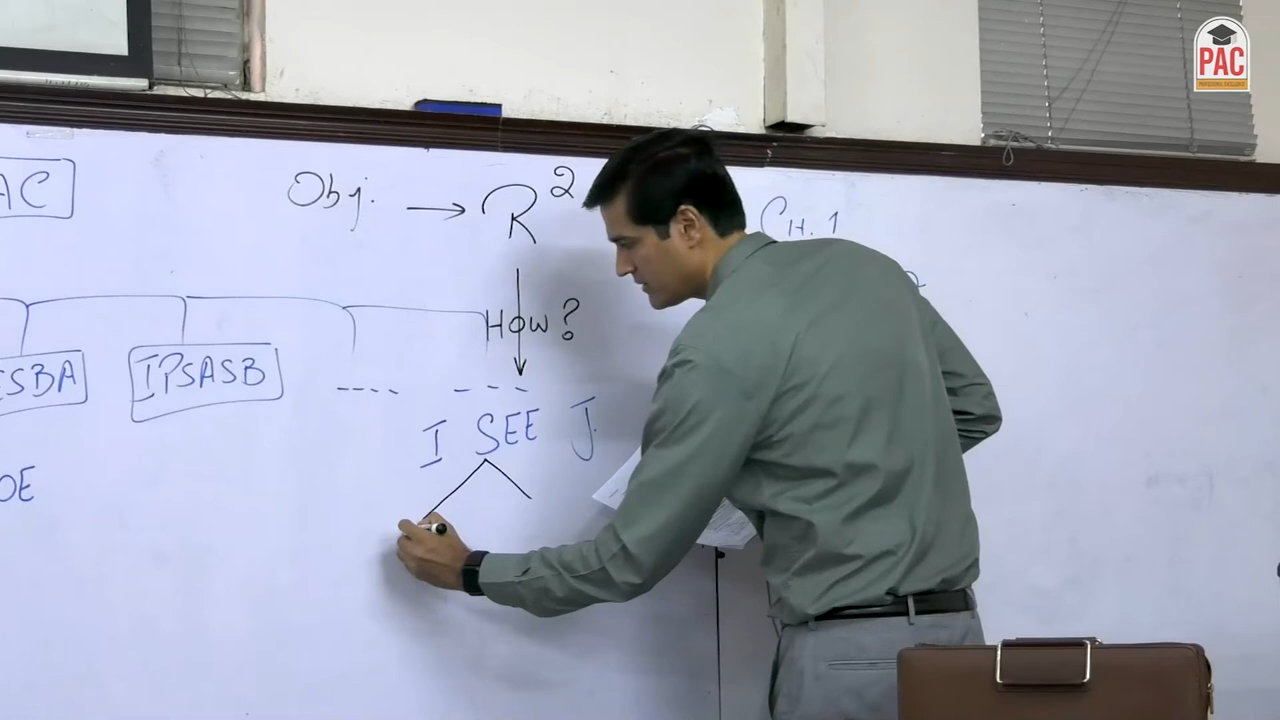 PAC
AC
Obj. → R²
CH. 1
How?
ESBA
IPSASB
I SEE J.
OE